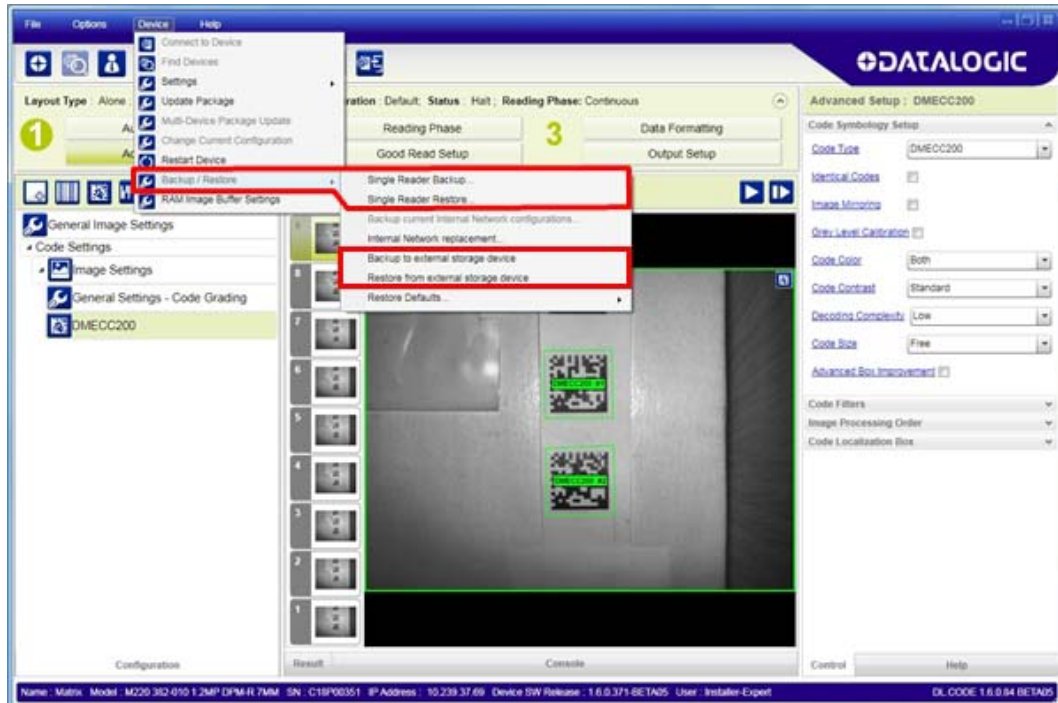 File Options Device Help
DATALOGIC
Connect to Device
Find Devices
Settings
Update Package
Multi-Device Package Update
Change Current Configuration
Restart Device
Backup / Restore
RAM Image Buffer Settings
Single Reader Backup...
Single Reader Restore...
Backup current Internal Network configurations...
Internal Network replacement...
Backup to external storage device
Restore from external storage device
Restore Defaults...
Layout Type : Alone
ration : Default; Status : Halt ; Reading Phase: Continuous
1
Reading Phase
Good Read Setup
3
Data Formatting
Output Setup
General Image Settings
Code Settings
Image Settings
General Settings - Code Grading
DMECC200
8
7
6
5
4
3
2
1
DMECC200 #1
DMECC200 #2
Advanced Setup : DMECC200
Code Symbology Setup
Code Type DMECC200
Identical Codes
Image Mirroring
Grey Level Calibration
Code Color Both
Code Contrast Standard
Decoding Complexity Low
Code Size Free
Advanced Box Improvement
Code Filters
Image Processing Order
Code Localization Box
Configuration
Result
Console
Control
Help
Name : Matrix Model : M220 382-010 1.2MP DPM-R 7MM SN : C18P00351 IP Address : 10.239.37.69 Device SW Release : 1.6.0.371-BETA05 User : Installer-Expert
DL.CODE 1.6.0.84 BETA05